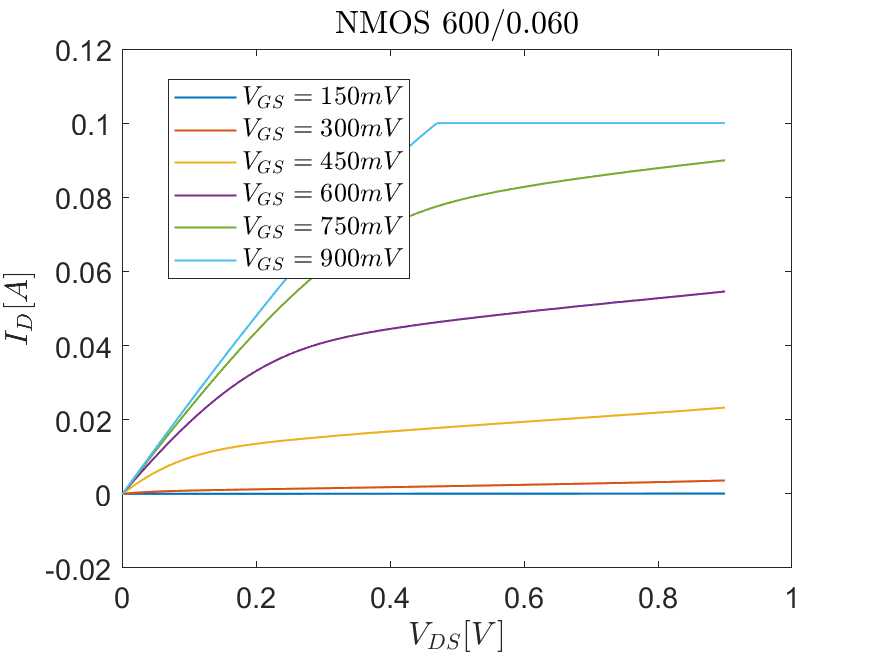 NMOS 600/0.060
0.12
0.1
0.08
0.06
0.04
0.02
0
-0.02
I_D[A]
V_GS = 150mV
V_GS = 300mV
V_GS = 450mV
V_GS = 600mV
V_GS = 750mV
V_GS = 900mV
0 0.2 0.4 0.6 0.8 1
V_DS[V]